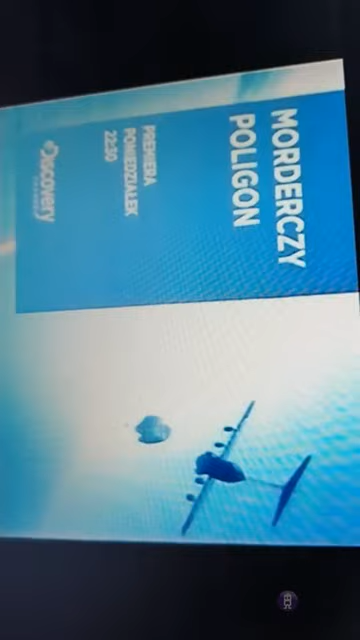 MORDERCZY
POLIGON
PREMIERA
PONIEDZIAŁEK
22:30
Discovery